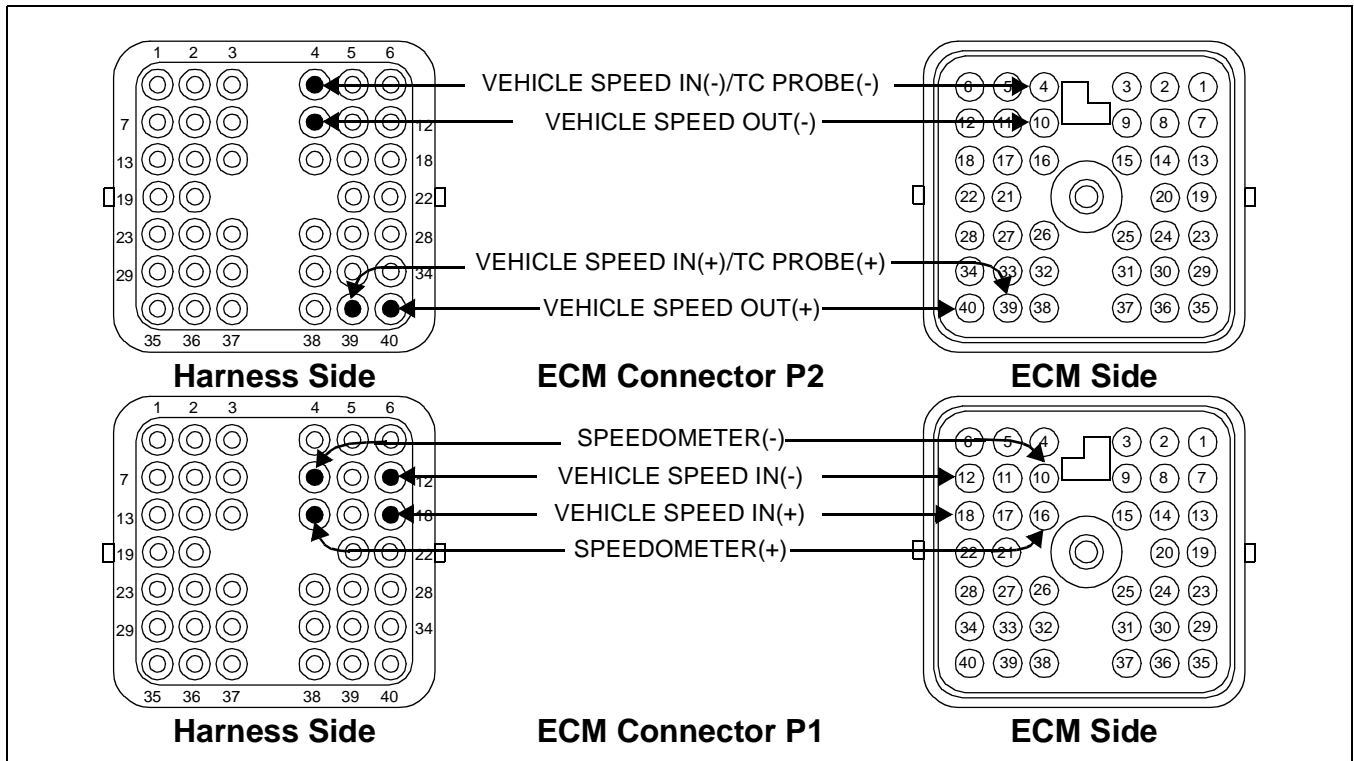 1 2 3 4 5 6
VEHICLE SPEED IN(-)/TC PROBE(-)
6 5 4 3 2 1
7 12
VEHICLE SPEED OUT(-)
12 11 10 9 8 7
13 18
18 17 16 15 14 13
19 22
22 21 20 19
23 28
28 27 26 25 24 23
VEHICLE SPEED IN(+)/TC PROBE(+)
29 34
34 33 32 31 30 29
VEHICLE SPEED OUT(+)
40 39 38 37 36 35
35 36 37 38 39 40
Harness Side ECM Connector P2 ECM Side
1 2 3 4 5 6
SPEEDOMETER(-)
6 5 4 3 2 1
7 12
VEHICLE SPEED IN(-)
12 11 10 9 8 7
13 18
VEHICLE SPEED IN(+)
18 17 16 15 14 13
19 22
SPEEDOMETER(+)
22 21 20 19
23 28
28 27 26 25 24 23
29 34
34 33 32 31 30 29
40 39 38 37 36 35
35 36 37 38 39 40
Harness Side ECM Connector P1 ECM Side